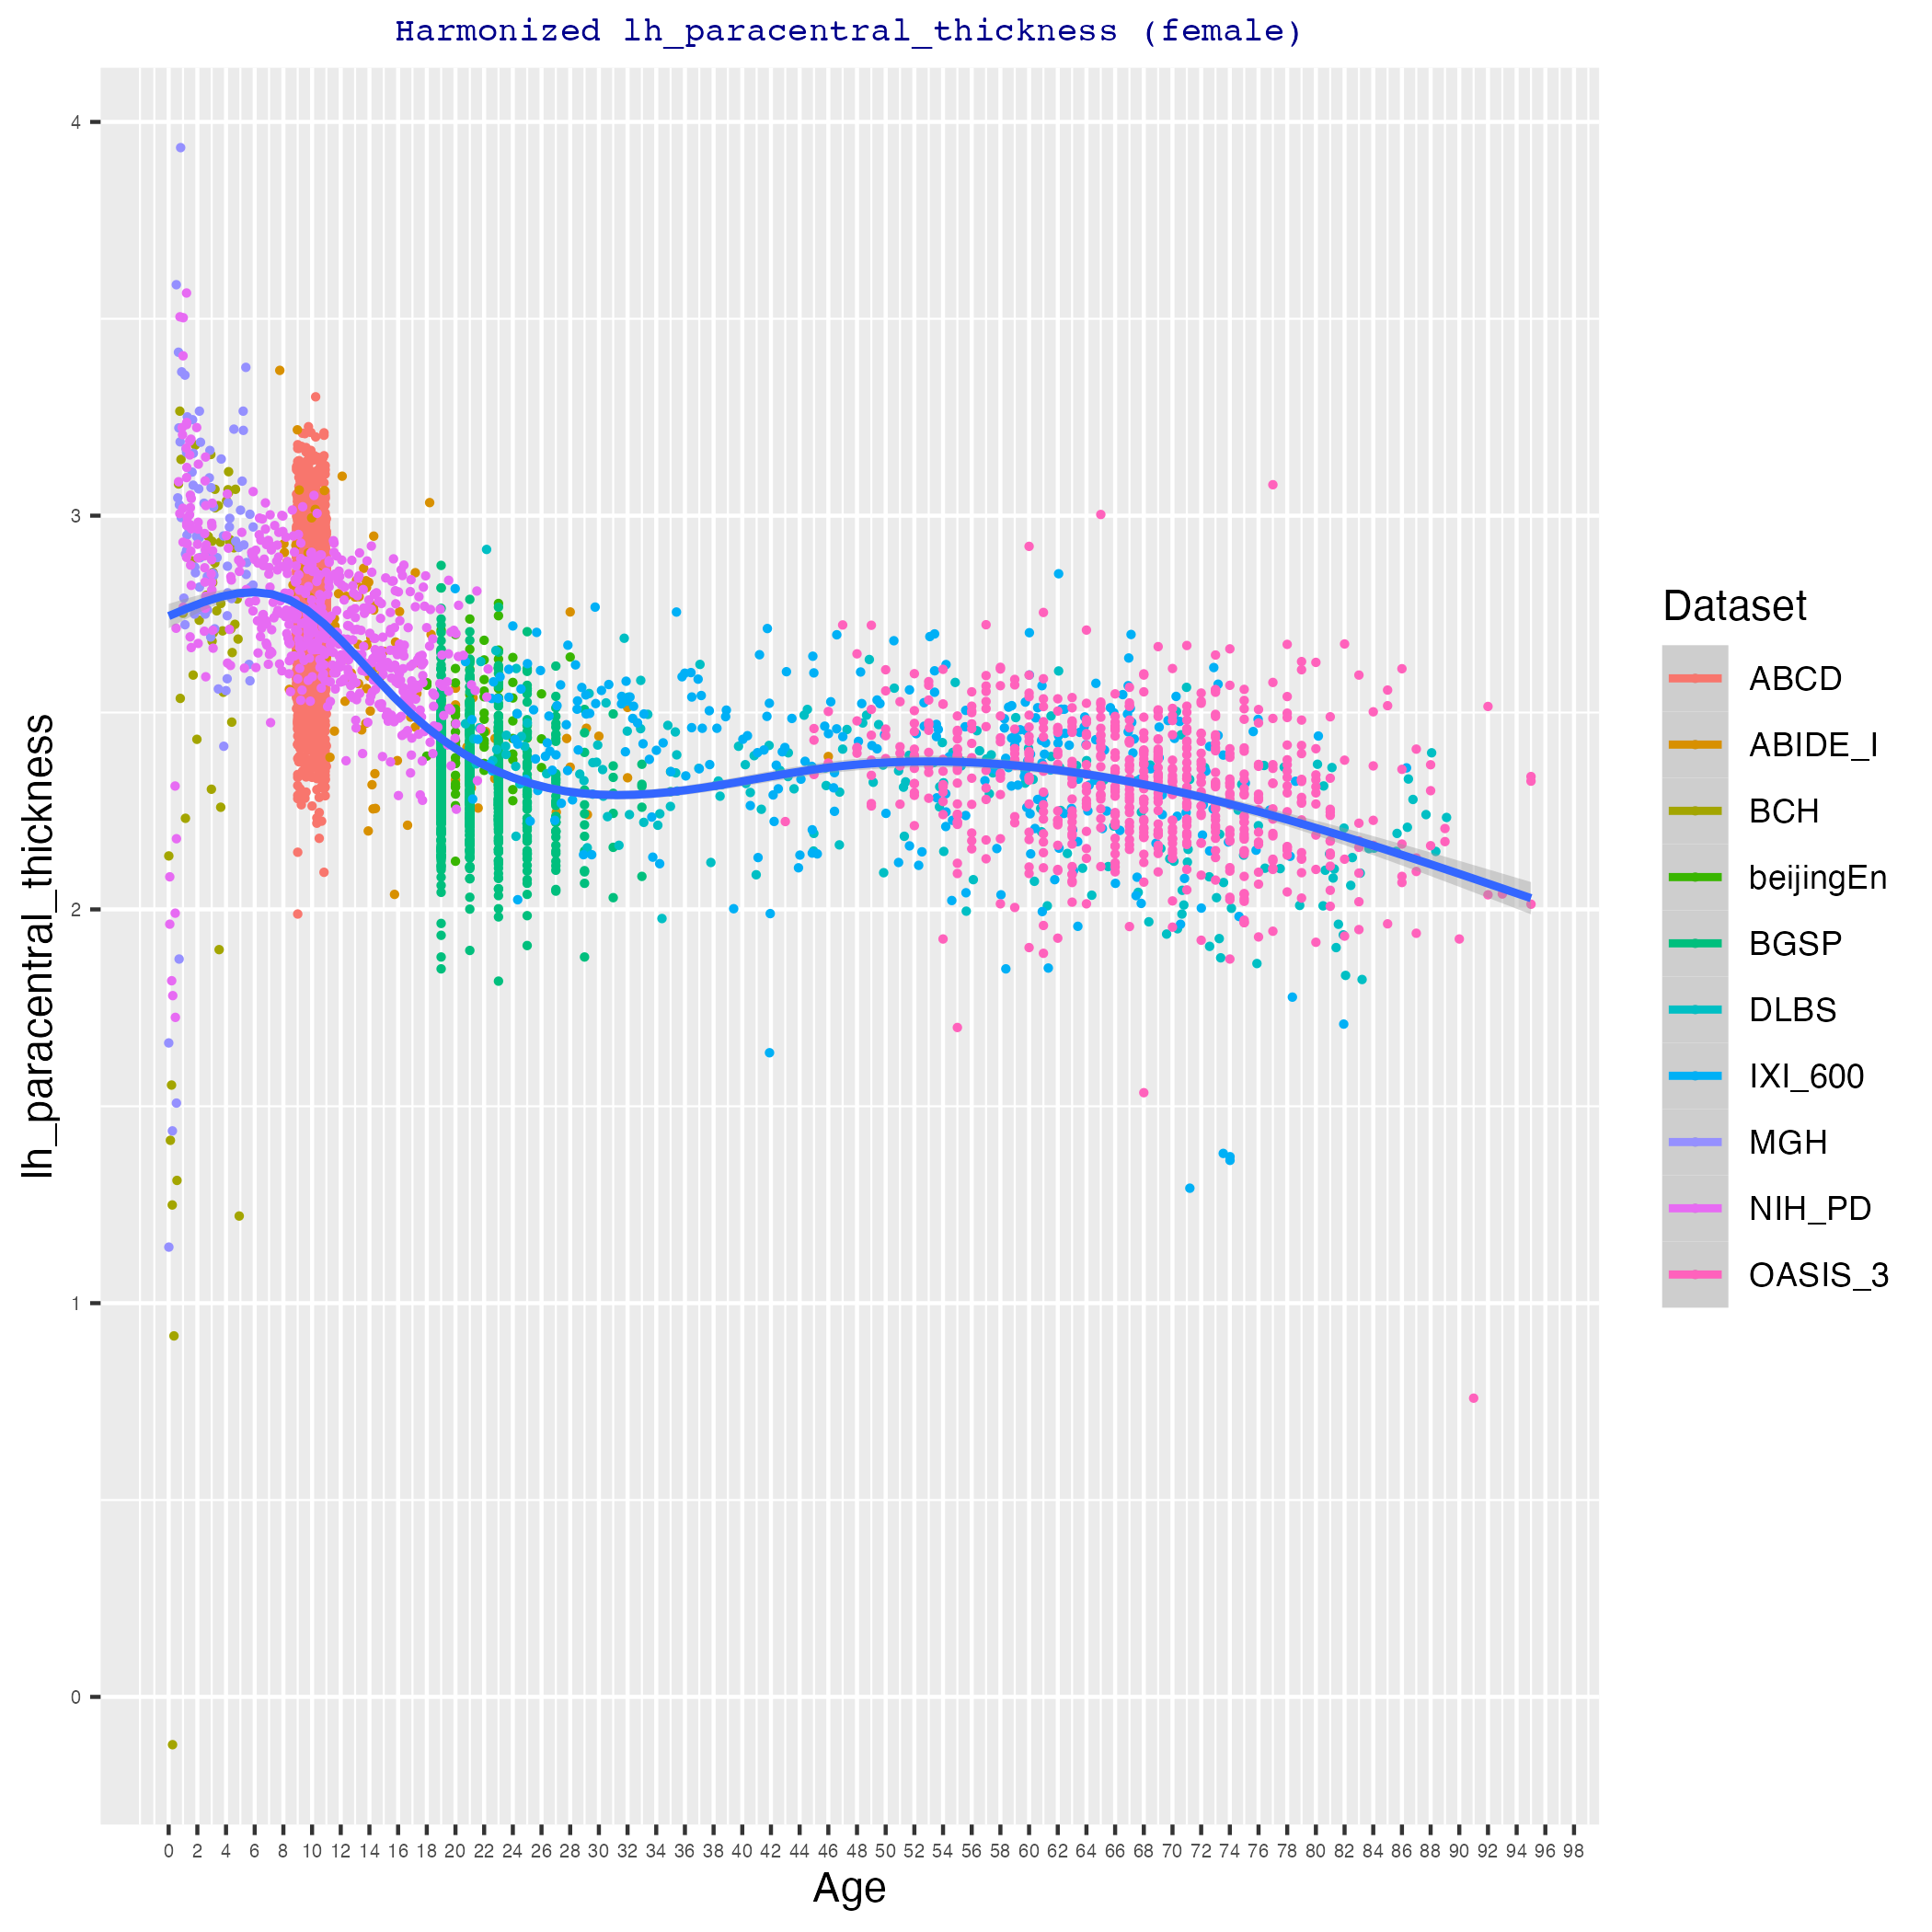 Harmonized lh_paracentral_thickness (female)
lh_paracentral_thickness
4
3
2
1
0
0 2 4 6 8 10 12 14 16 18 20 22 24 26 28 30 32 34 36 38 40 42 44 46 48 50 52 54 56 58 60 62 64 66 68 70 72 74 76 78 80 82 84 86 88 90 92 94 96 98
Age
Dataset
ABCD
ABIDE_I
BCH
beijingEn
BGSP
DLBS
IXI_600
MGH
NIH_PD
OASIS_3